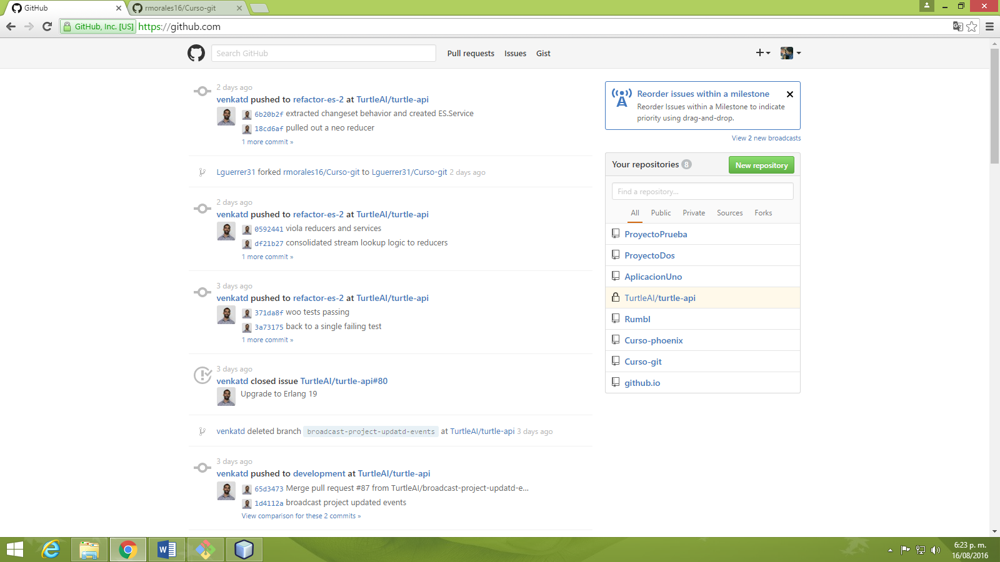 GitHub
rmorales16/Curso-git
GitHub, Inc. [US] https://github.com
Search GitHub
Pull requests Issues Gist
2 days ago
venkatd pushed to refactor-es-2 at TurtleAI/turtle-api
6b20b2f extracted changeset behavior and created ES.Service
18cd6af pulled out a neo reducer
1 more commit »
Lguerrer31 forked rmorales16/Curso-git to Lguerrer31/Curso-git 2 days ago
2 days ago
venkatd pushed to refactor-es-2 at TurtleAI/turtle-api
0592441 viola reducers and services
df21b27 consolidated stream lookup logic to reducers
1 more commit »
3 days ago
venkatd pushed to refactor-es-2 at TurtleAI/turtle-api
371da8f woo tests passing
3a73175 back to a single failing test
1 more commit »
3 days ago
venkatd closed issue TurtleAI/turtle-api#80
Upgrade to Erlang 19
venkatd deleted branch broadcast-project-updatd-events at TurtleAI/turtle-api 3 days ago
3 days ago
venkatd pushed to development at TurtleAI/turtle-api
65d3473 Merge pull request #87 from TurtleAI/broadcast-project-updatd-e...
1d4112a broadcast project updated events
View comparison for these 2 commits »
Reorder issues within a milestone
Reorder Issues within a Milestone to indicate
priority using drag-and-drop.
View 2 new broadcasts
Your repositories 8
New repository
Find a repository...
All Public Private Sources Forks
ProyectoPrueba
ProyectoDos
AplicacionUno
TurtleAI/turtle-api
Rumbl
Curso-phoenix
Curso-git
github.io
6:23 p. m.
16/08/2016